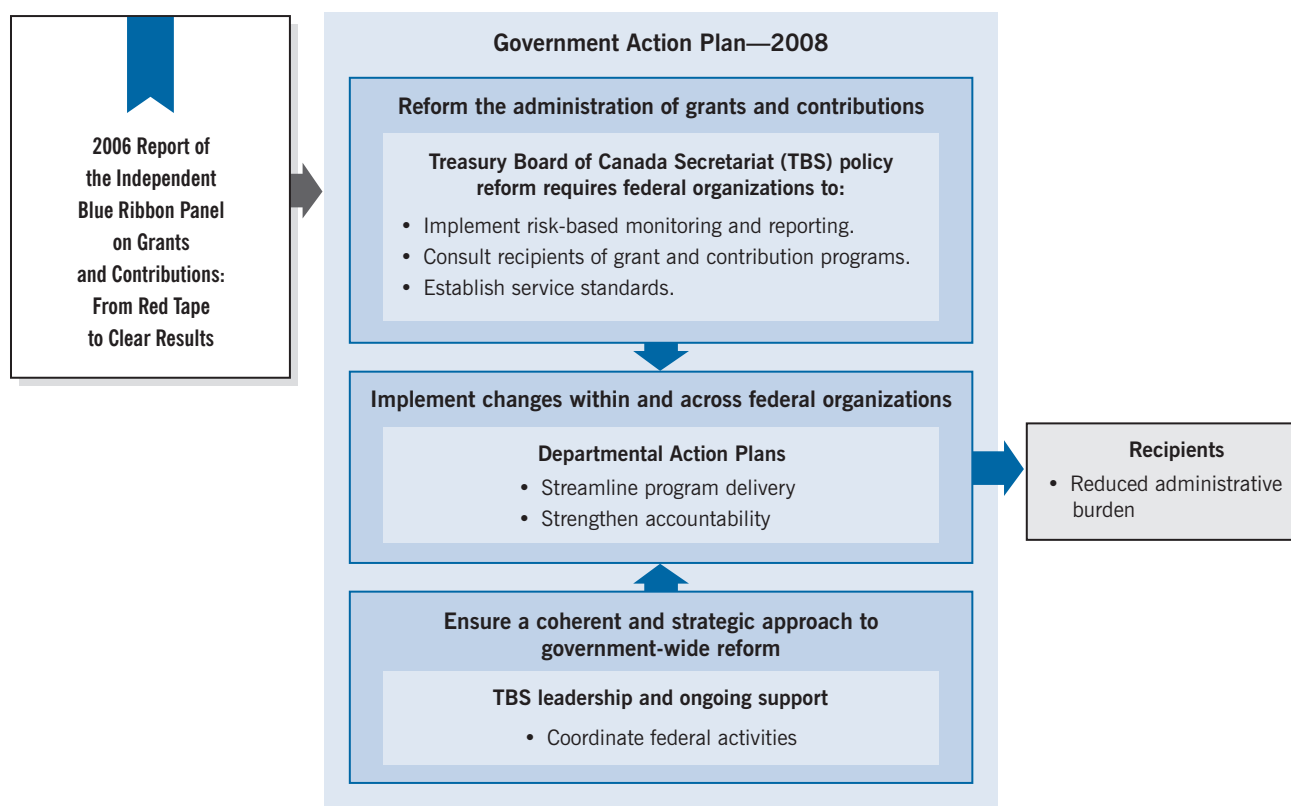 2006 Report of
the Independent
Blue Ribbon Panel
on Grants
and Contributions:
From Red Tape
to Clear Results
Government Action Plan—2008
Reform the administration of grants and contributions
Treasury Board of Canada Secretariat (TBS) policy
reform requires federal organizations to:
• Implement risk-based monitoring and reporting.
• Consult recipients of grant and contribution programs.
• Establish service standards.
Implement changes within and across federal organizations
Departmental Action Plans
• Streamline program delivery
• Strengthen accountability
Recipients
• Reduced administrative
burden
Ensure a coherent and strategic approach to
government-wide reform
TBS leadership and ongoing support
• Coordinate federal activities